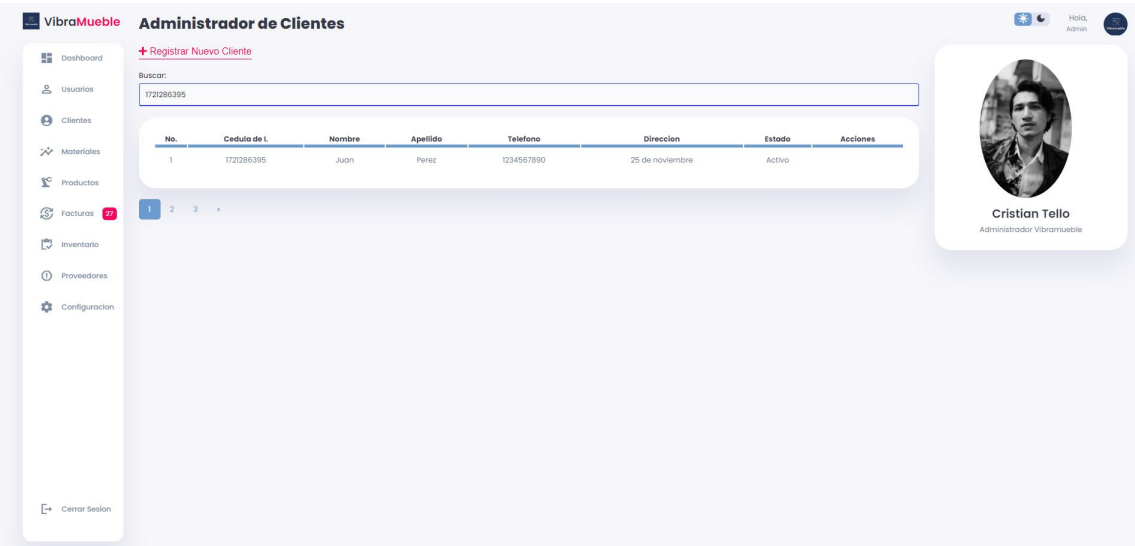 VibraMueble
Administrador de Clientes
Hola,
Admin
+ Registrar Nuevo Cliente
Buscar:
1721286395
No. Cedula de I. Nombre Apellido Telefono Direccion Estado Acciones
1 1721286395 Juan Perez 1234567890 25 de noviembre Activo
1 2 3 »
Dashboard
Usuarios
Clientes
Materiales
Productos
Facturas 27
Inventario
Proveedores
Configuracion
Cerrar Sesion
Cristian Tello
Administrador Vibramueble